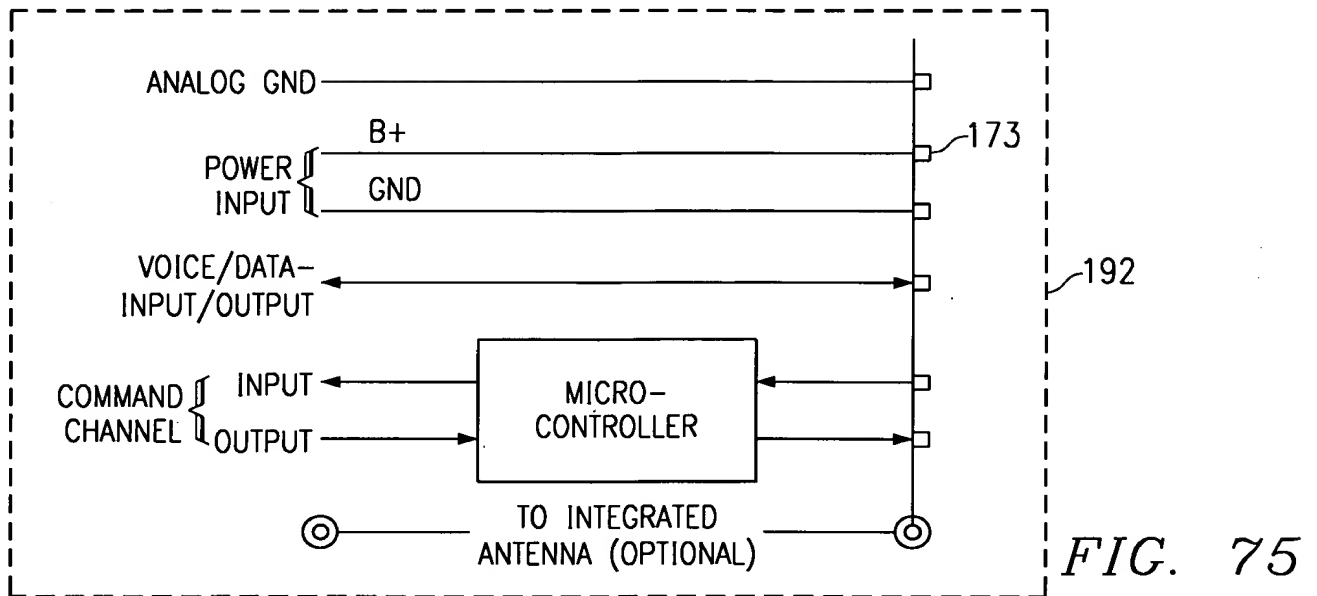 ANALOG GND
B+
173
POWER
INPUT
GND
VOICE/DATA-
INPUT/OUTPUT
192
COMMAND
CHANNEL
INPUT
OUTPUT
MICRO-
CONTROLLER
TO INTEGRATED
ANTENNA (OPTIONAL)
FIG. 75